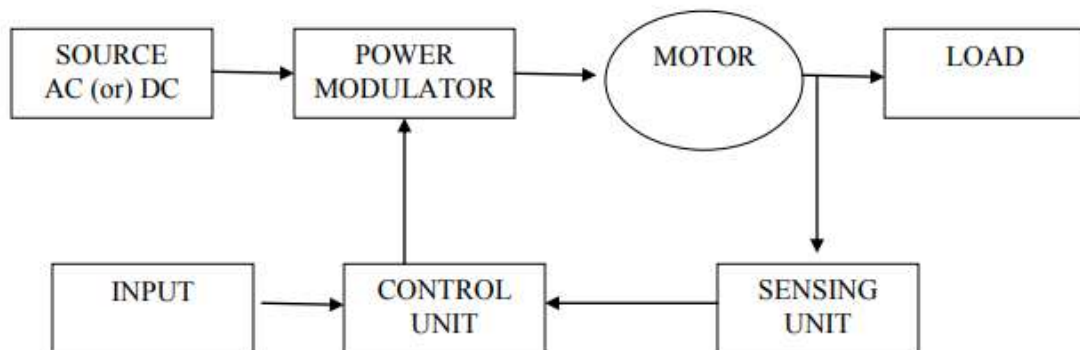 SOURCE
AC (or) DC
POWER
MODULATOR
MOTOR
LOAD
INPUT
CONTROL
UNIT
SENSING
UNIT